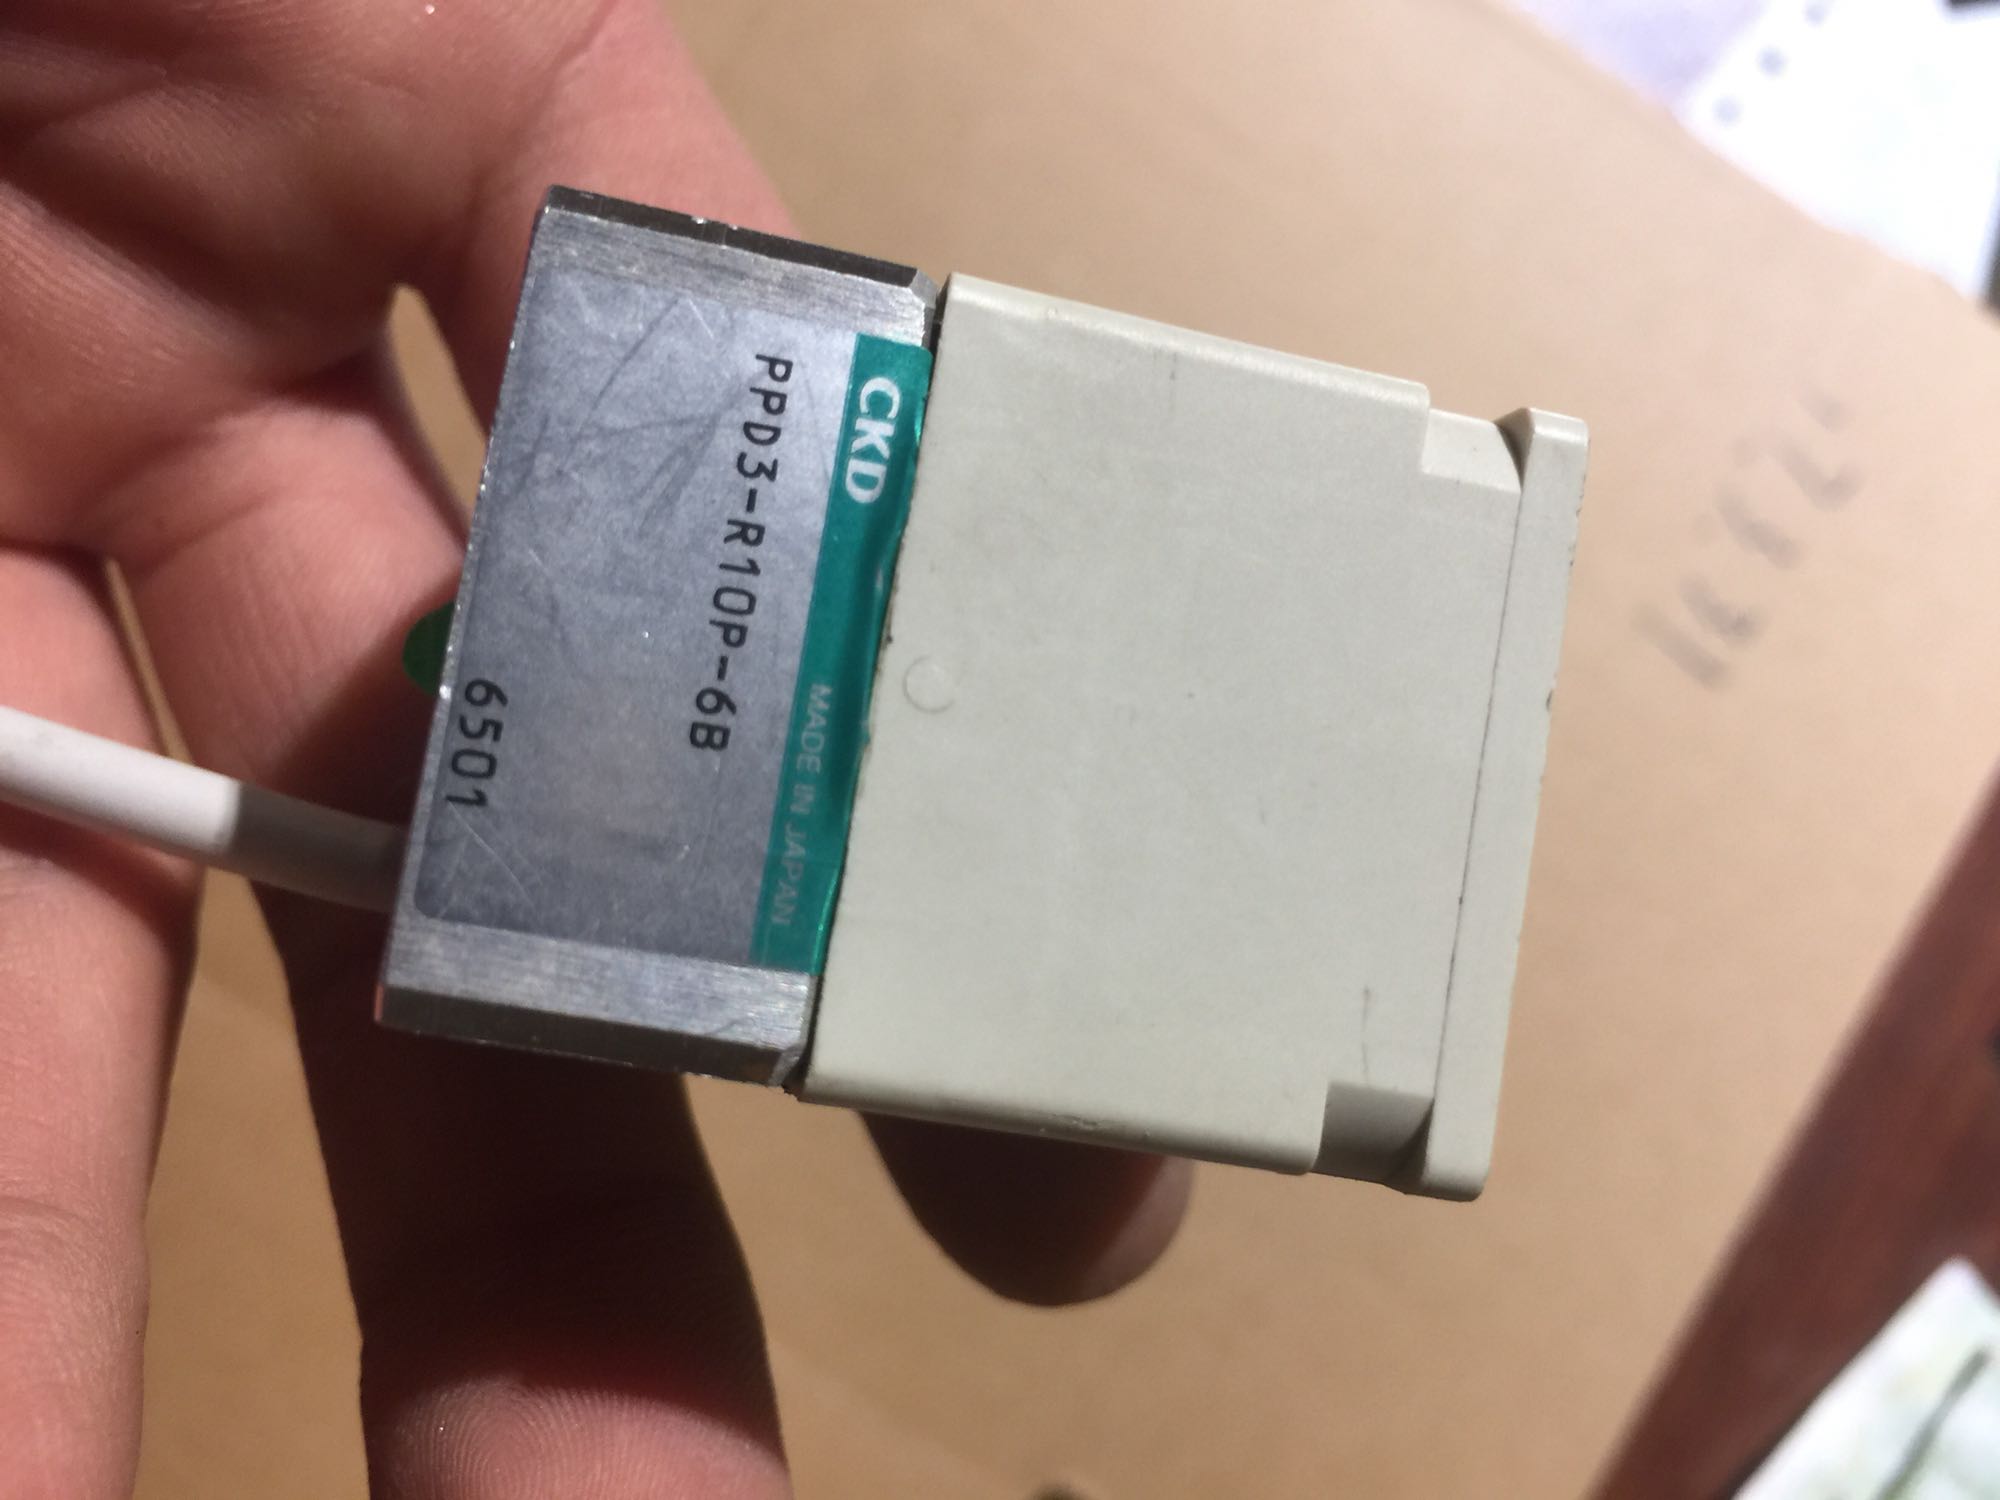 CKD
MADE IN JAPAN
PPD3-R10P-6B
6501